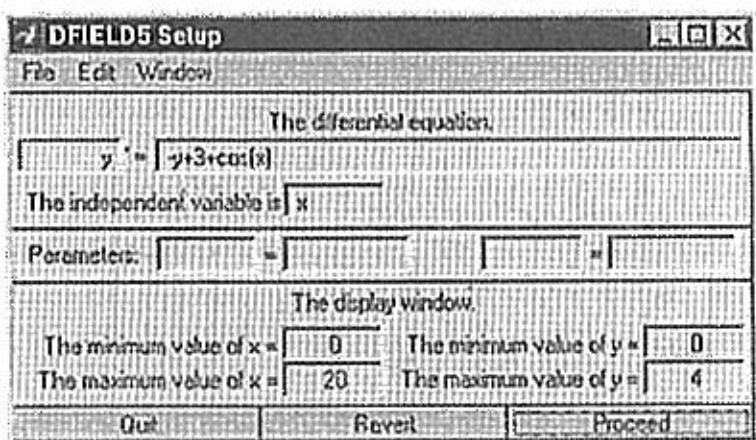 DFIELD5 Setup
File Edit Window
The differential equation.
y ' = -y+3+cos(x)
The independent variable is x
Parameters: = =
The display window.
The minimum value of x = 0 The minimum value of y = 0
The maximum value of x = 20 The maximum value of y = 4
Quit Revert Proceed